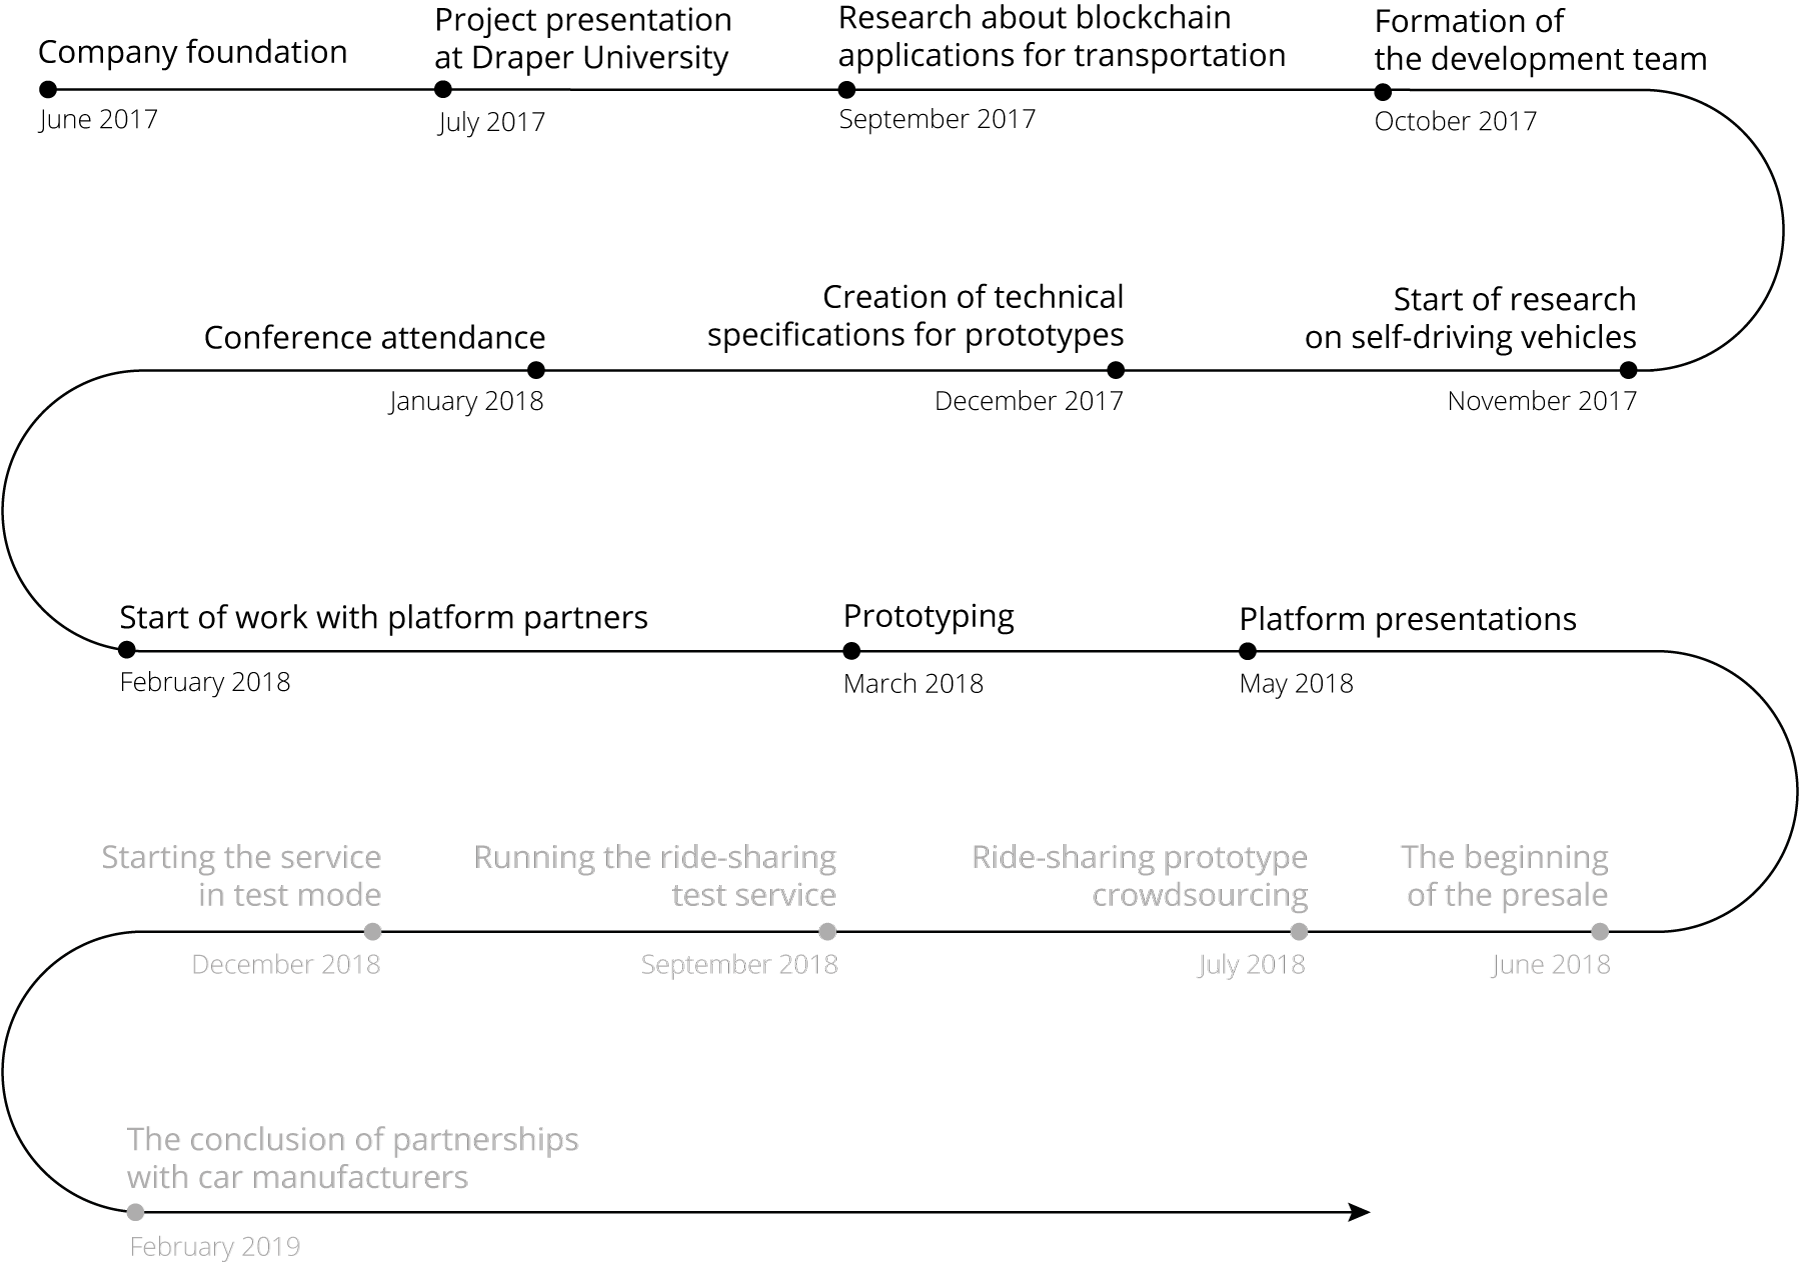 Company foundation
June 2017
Project presentation
at Draper University
July 2017
Research about blockchain
applications for transportation
September 2017
Formation of
the development team
October 2017
Start of research
on self-driving vehicles
November 2017
Creation of technical
specifications for prototypes
December 2017
Conference attendance
January 2018
Start of work with platform partners
February 2018
Prototyping
March 2018
Platform presentations
May 2018
The beginning
of the presale
June 2018
Ride-sharing prototype
crowdsourcing
July 2018
Running the ride-sharing
test service
September 2018
Starting the service
in test mode
December 2018
The conclusion of partnerships
with car manufacturers
February 2019